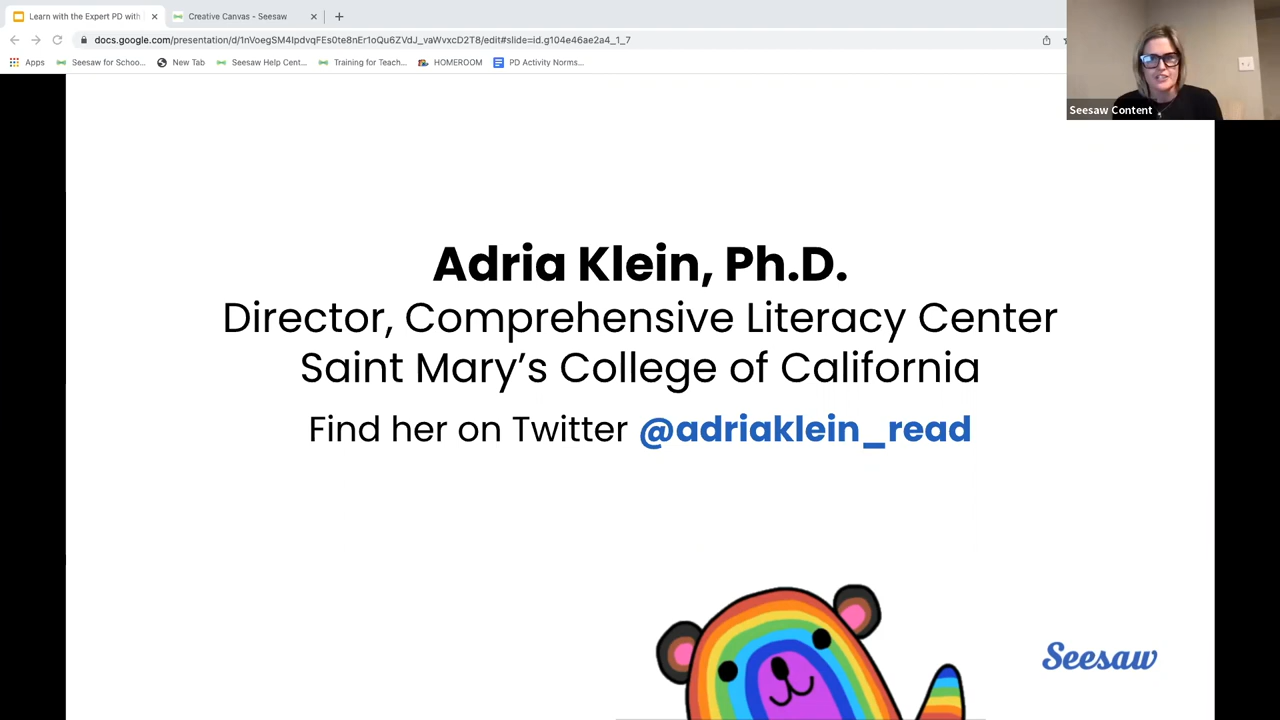 Learn with the Expert PD with
Creative Canvas - Seesaw
docs.google.com/presentation/d/1nVoegSM4IpdvqFEs0te8nEr1oQu6ZVdJ_vaWvxcD2T8/edit#slide=id.g104e46ae2a4_1_7
Apps
Seesaw for Schoo...
New Tab
Seesaw Help Cent...
Training for Teach...
HOMEROOM
PD Activity Norms...
Seesaw Content
Adria Klein, Ph.D.
Director, Comprehensive Literacy Center
Saint Mary’s College of California
Find her on Twitter @adriaklein_read
Seesaw